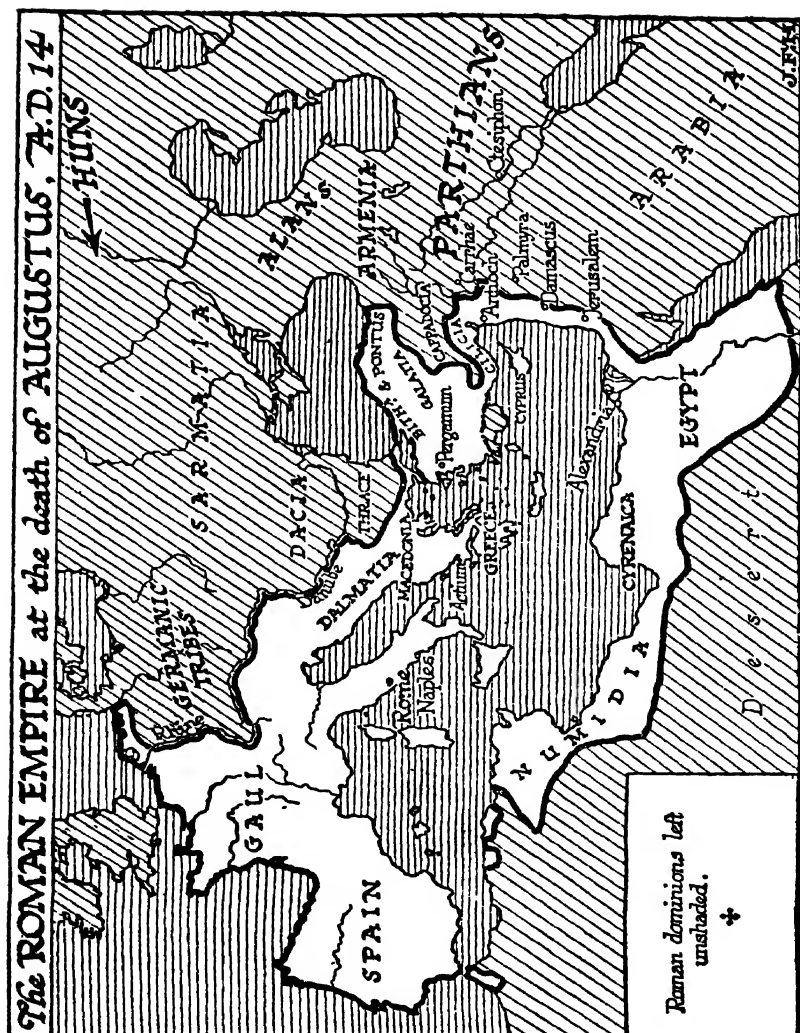 The ROMAN EMPIRE at the death of AUGUSTUS, A.D. 14
HUNS
SARMATIA
ALANS
GERMANIC
TRIBES
Rhine
DACIA
Danube
THRACE
GAUL
DALMATIA
MACEDONIA
BITH? & PONTUS
GALATIA
CAPPADOCIA
ARMENIA
PARTHIANS
Ctesiphon
Carrhae
CILICIA
Antioch
Palmyra
Damascus
Jerusalem
ARABIA
Pergamum
CYPRUS
GREECE
Actium
Rome
Naples
SPAIN
NUMIDIA
CYRENAICA
Alexandria
EGYPT
Desert
Roman dominions left
unshaded.
J.F.H.